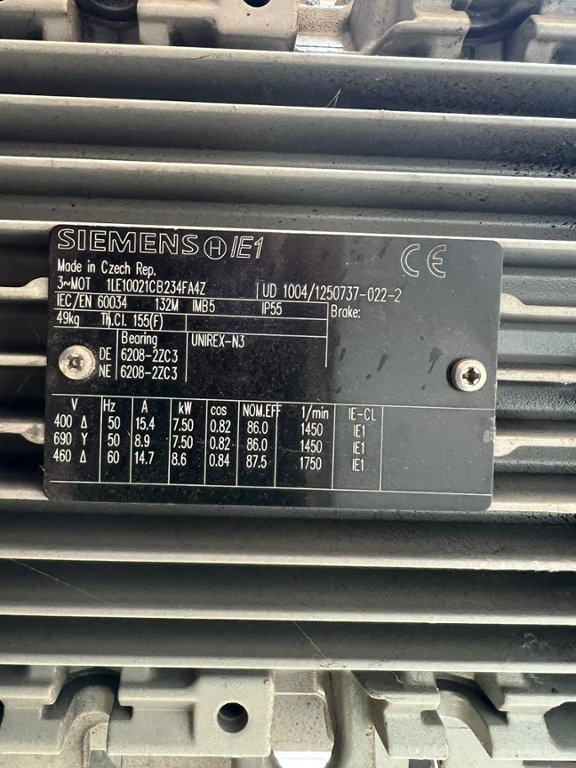 SIEMENS H IE1 CE
Made in Czech Rep.
3~MOT 1LE10021CB234FA4Z UD 1004/1250737-022-2
IEC/EN 60034 132M IMB5 IP55 Brake:
49kg Th.Cl. 155(F)
Bearing UNIREX-N3
DE 6208-2ZC3
NE 6208-2ZC3
V Hz A kW cos NOM.EFF 1/min IE-CL
400 Δ 50 15.4 7.50 0.82 86.0 1450 IE1
690 Y 50 8.9 7.50 0.82 86.0 1450 IE1
460 Δ 60 14.7 8.6 0.84 87.5 1750 IE1